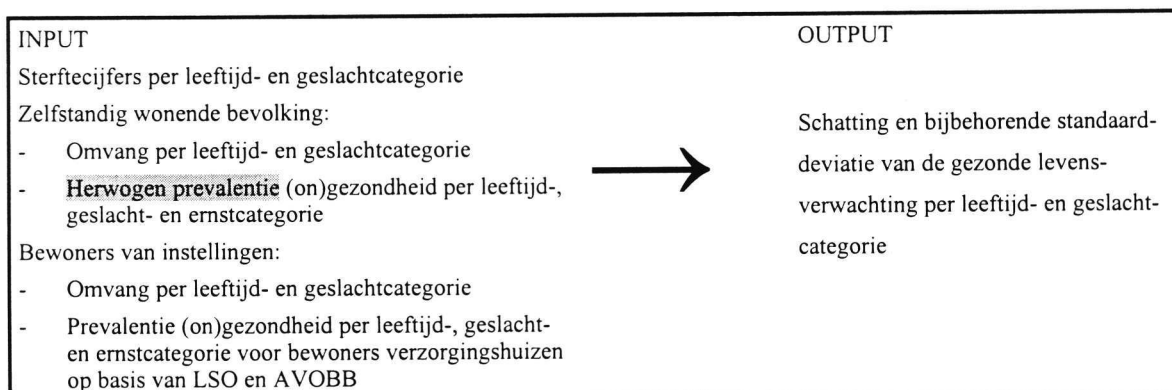 INPUT
Sterftecijfers per leeftijd- en geslachtcategorie
Zelfstandig wonende bevolking:
- Omvang per leeftijd- en geslachtcategorie
- Herwogen prevalentie (on)gezondheid per leeftijd-,
geslacht- en ernstcategorie
Bewoners van instellingen:
- Omvang per leeftijd- en geslachtcategorie
- Prevalentie (on)gezondheid per leeftijd-, geslacht-
en ernstcategorie voor bewoners verzorgingshuizen
op basis van LSO en AVOBB
OUTPUT
Schatting en bijbehorende standaard-
deviatie van de gezonde levens-
verwachting per leeftijd- en geslacht-
categorie